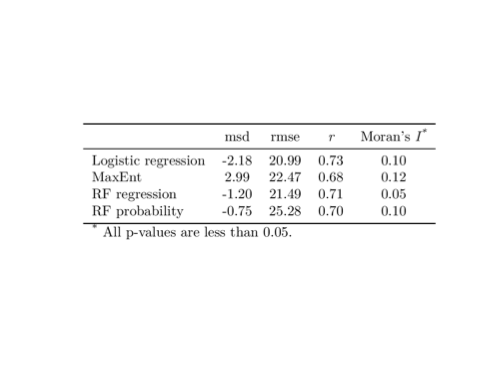 msd rmse r Moran's I*
Logistic regression -2.18 20.99 0.73 0.10
MaxEnt 2.99 22.47 0.68 0.12
RF regression -1.20 21.49 0.71 0.05
RF probability -0.75 25.28 0.70 0.10
* All p-values are less than 0.05.